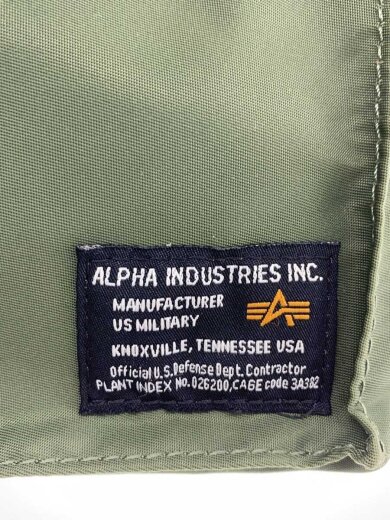 ALPHA INDUSTRIES INC.
MANUFACTURER
US MILITARY
KNOXVILLE, TENNESSEE USA
Official U.S. Defense Dept. Contractor
PLANT INDEX No. 026200, CAGE code 3A382